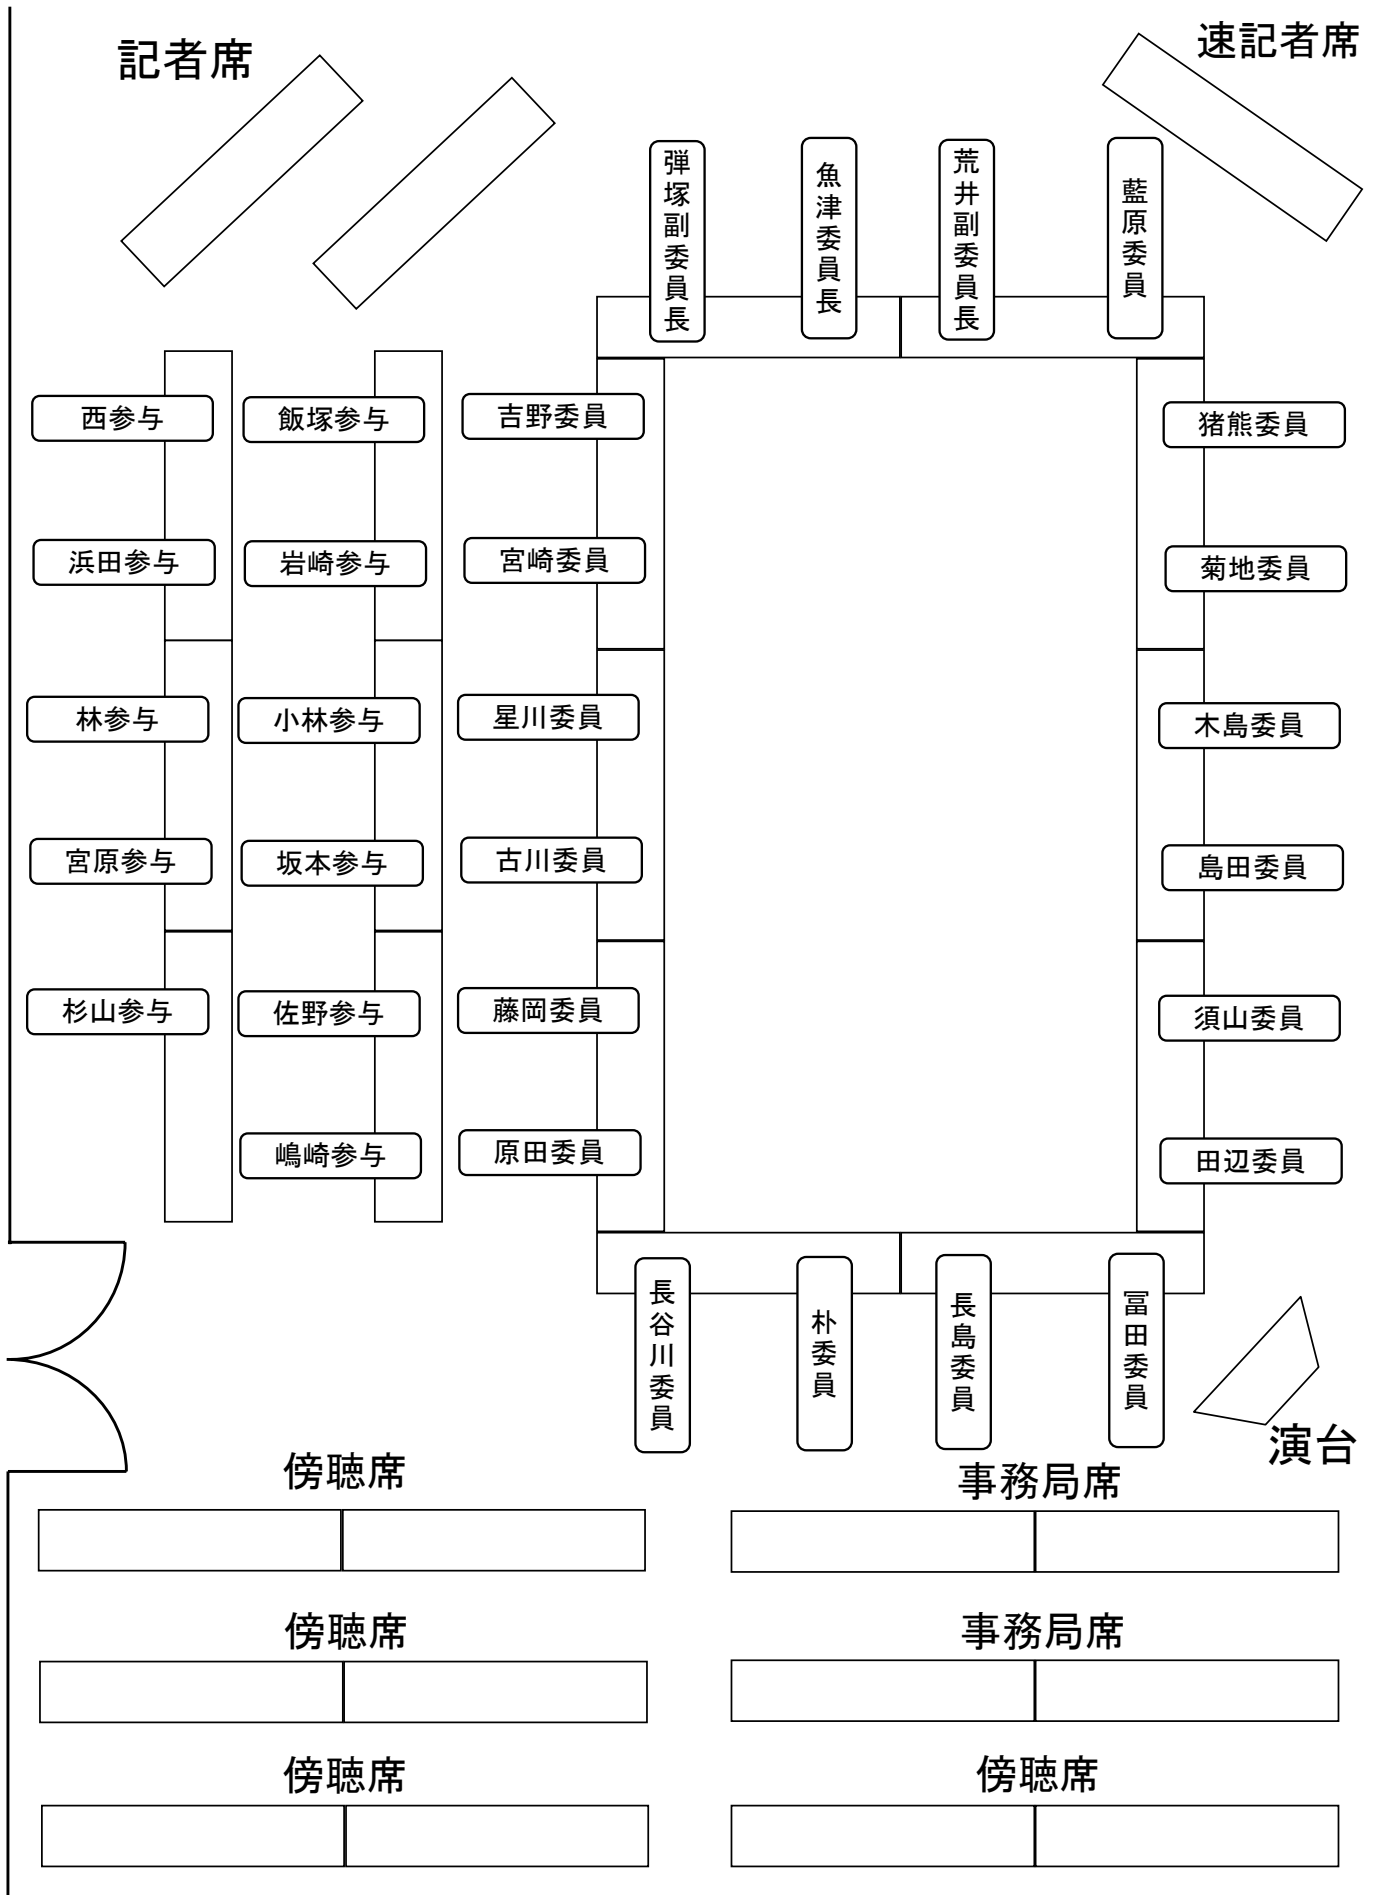 記者席
速記者席
弾塚副委員長
魚津委員長
荒井副委員長
藍原委員
西参与
飯塚参与
吉野委員
猪熊委員
浜田参与
岩崎参与
宮崎委員
菊地委員
林参与
小林参与
星川委員
木島委員
宮原参与
坂本参与
古川委員
島田委員
杉山参与
佐野参与
藤岡委員
須山委員
嶋崎参与
原田委員
田辺委員
長谷川委員
朴委員
長島委員
冨田委員
演台
傍聴席
事務局席
傍聴席
事務局席
傍聴席
傍聴席